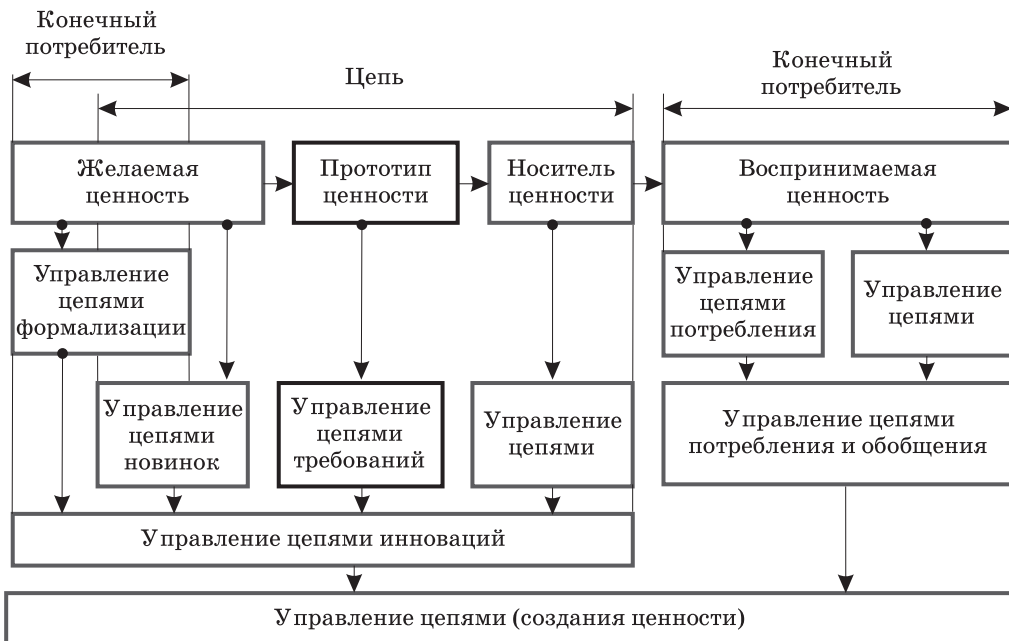 Конечный
потребитель
Цепь
Конечный
потребитель
Желаемая
ценность
Прототип
ценности
Носитель
ценности
Воспринимаемая
ценность
Управление
цепями
формализации
Управление
цепями
потребления
Управление
цепями
Управление
цепями
новинок
Управление
цепями
требований
Управление
цепями
Управление цепями
потребления и обобщения
Управление цепями инноваций
Управление цепями (создания ценности)